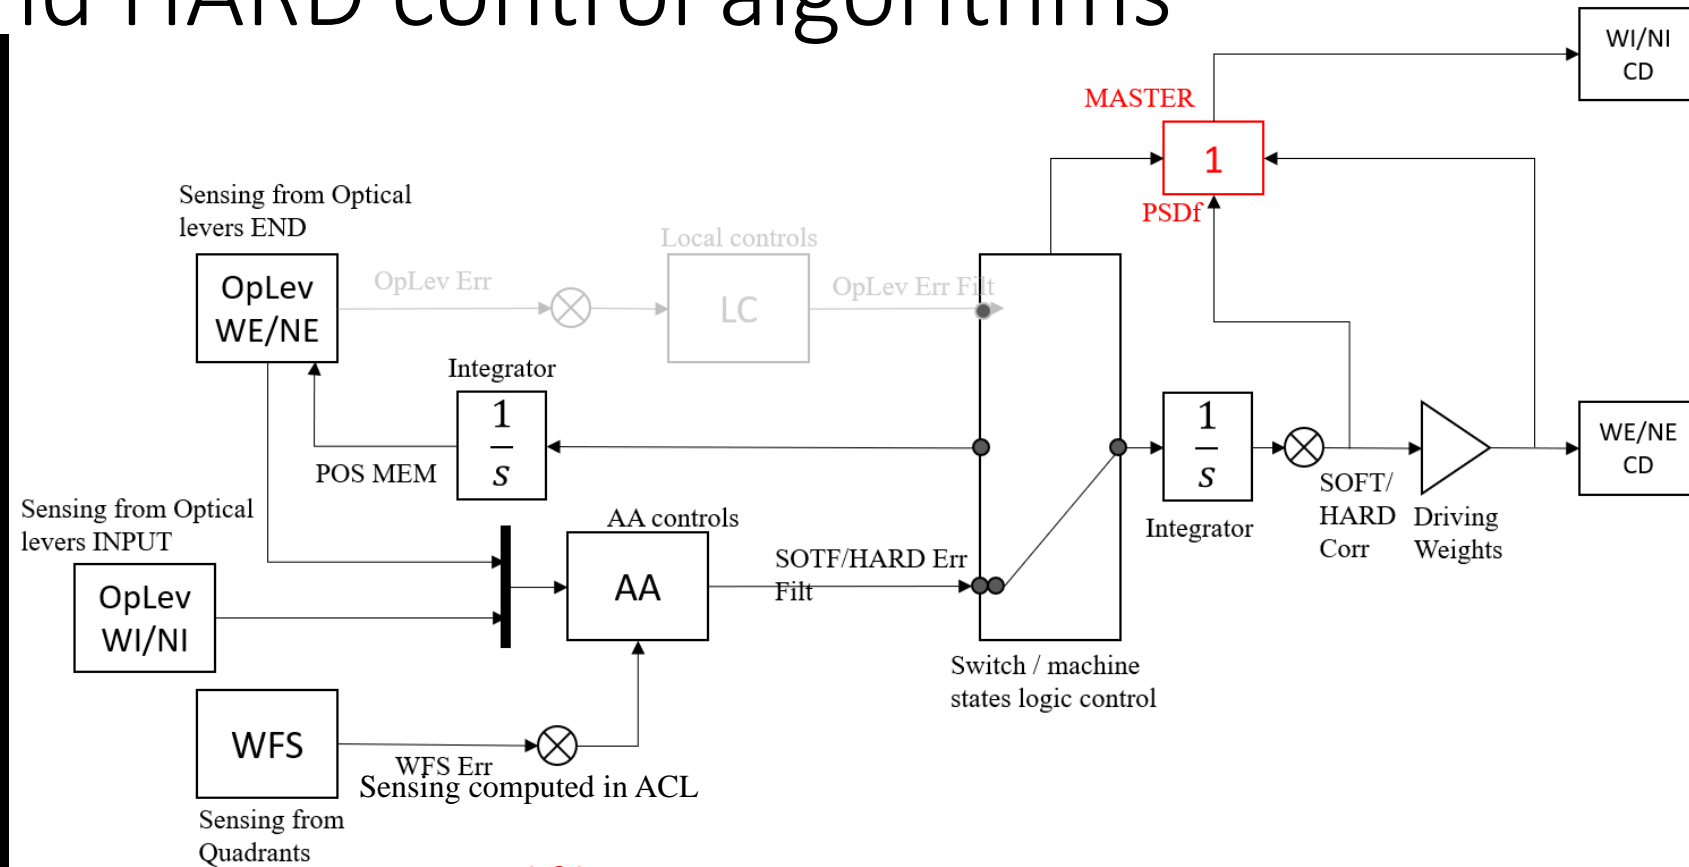 HARD control algorithms
WI/NI
CD
MASTER
1
PSDf
Sensing from Optical
levers END
OpLev
WE/NE
OpLev Err
Local controls
LC
OpLev Err Filt
Integrator
1
s
POS MEM
1
s
Integrator
SOFT/
HARD
Corr
Driving
Weights
WE/NE
CD
Sensing from Optical
levers INPUT
OpLev
WI/NI
AA controls
AA
SOTF/HARD Err
Filt
Switch / machine
states logic control
WFS
WFS Err
Sensing computed in ACL
Sensing from
Quadrants